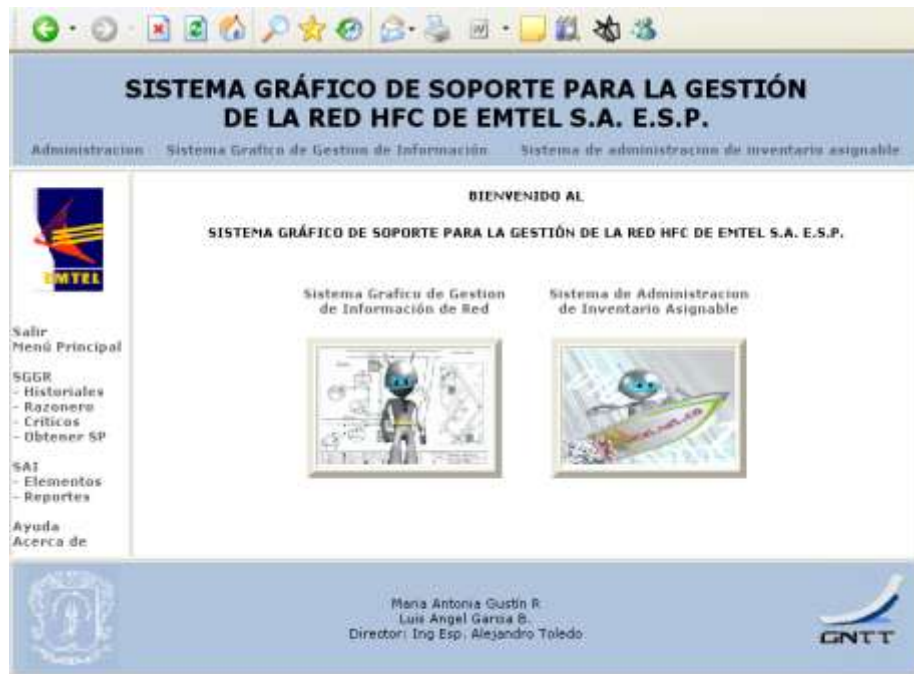 SISTEMA GRÁFICO DE SOPORTE PARA LA GESTIÓN
DE LA RED HFC DE EMTEL S.A. E.S.P.
Administracion Sistema Grafico de Gestion de Información Sistema de administracion de inventario asignable
EMTEL
BIENVENIDO AL
SISTEMA GRÁFICO DE SOPORTE PARA LA GESTIÓN DE LA RED HFC DE EMTEL S.A. E.S.P.
Sistema Grafico de Gestion
de Información de Red
Sistema de Administracion
de Inventario Asignable
Salir
Menú Principal
SGGR
- Historiales
- Razonero
- Criticos
- Obtener SP
SAI
- Elementos
- Reportes
Ayuda
Acerca de
Maria Antonia Gustin R.
Luis Angel Garcia B.
Director: Ing Esp. Alejandro Toledo
GNTT